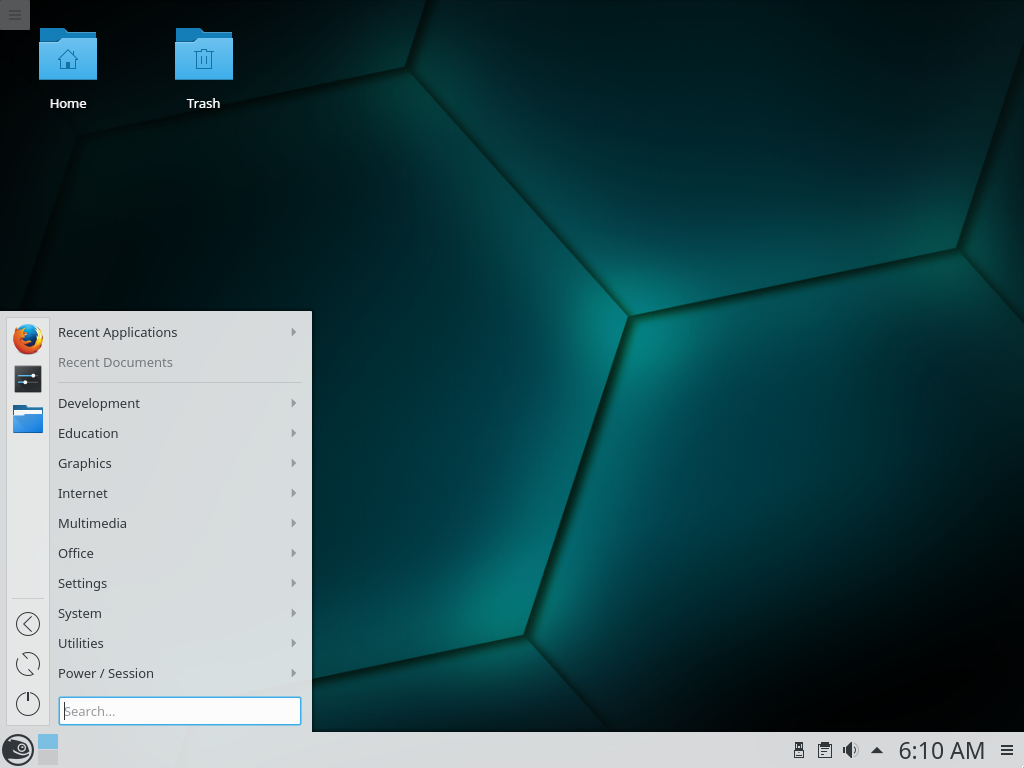 Home
Trash
Recent Applications
Recent Documents
Development
Education
Graphics
Internet
Multimedia
Office
Settings
System
Utilities
Power / Session
Search...
6:10 AM